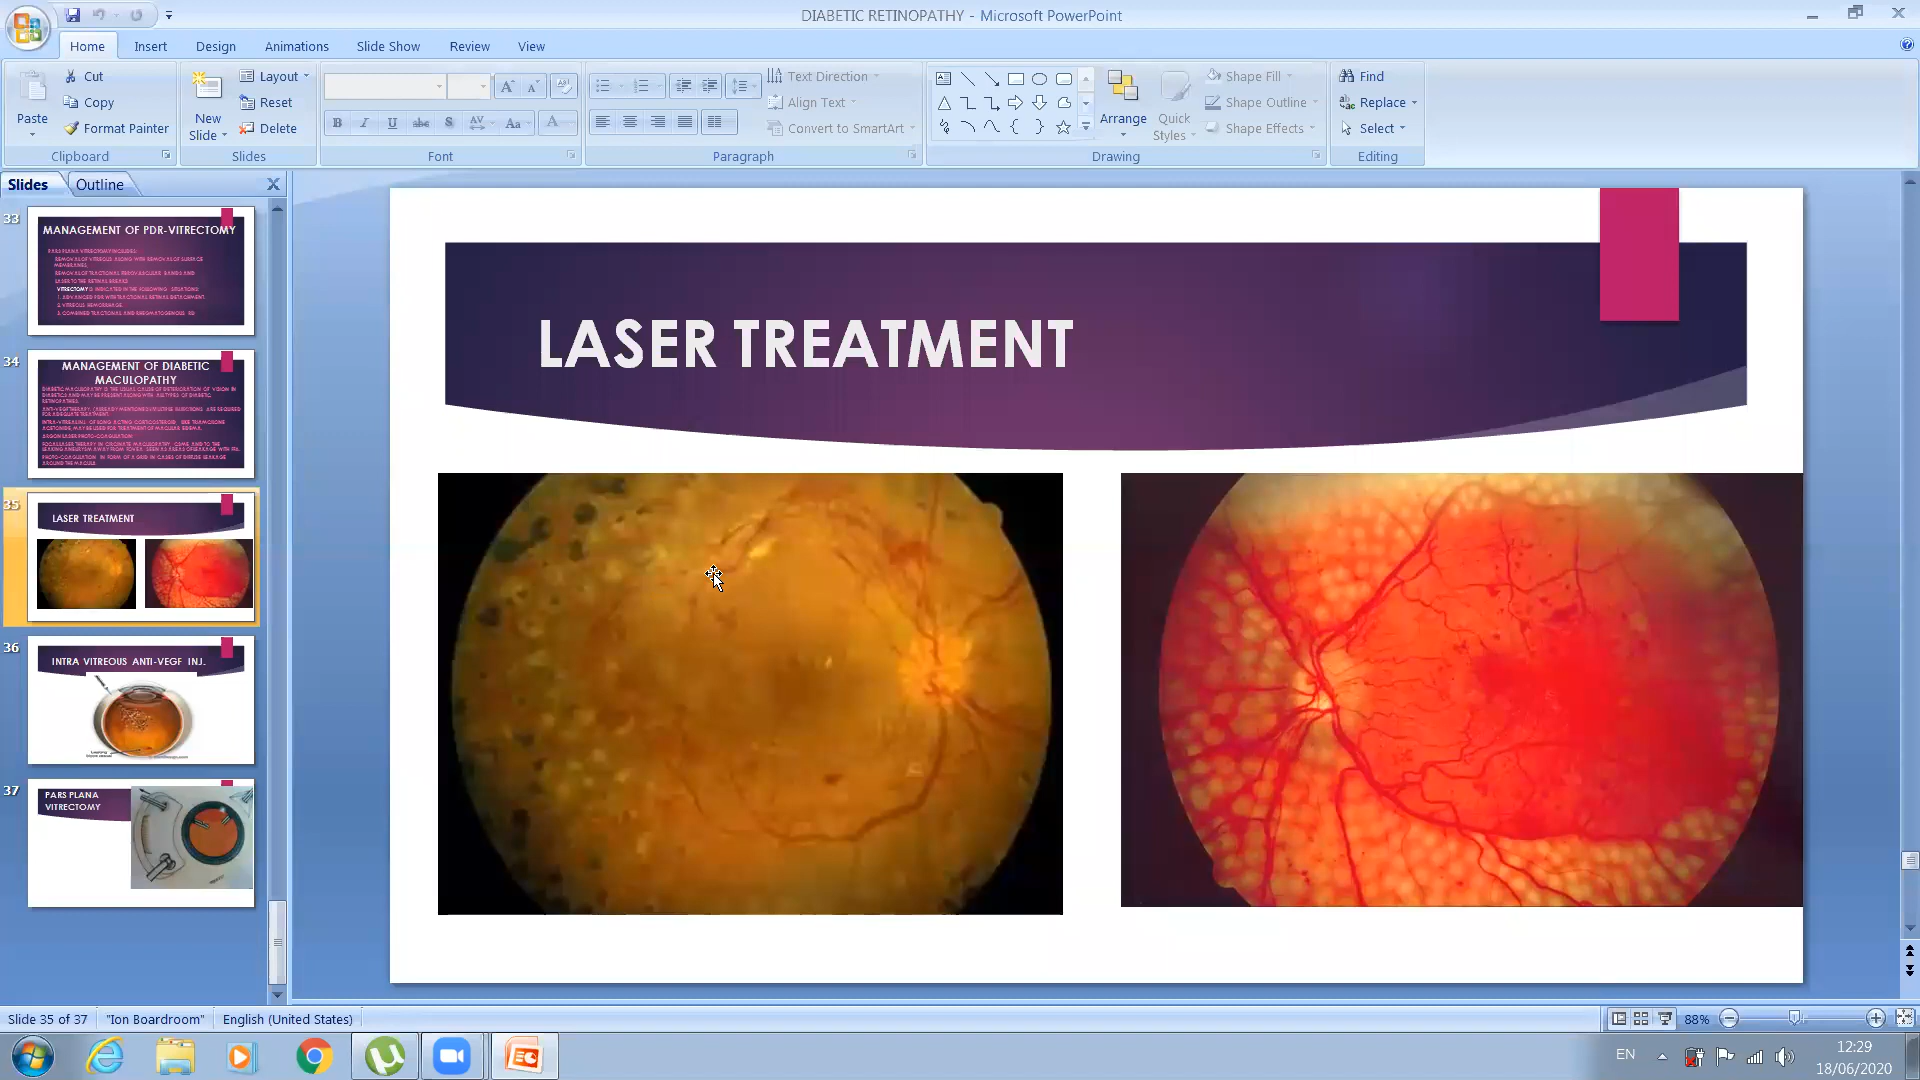 DIABETIC RETINOPATHY - Microsoft PowerPoint
Home Insert Design Animations Slide Show Review View
Paste
Cut
Copy
Format Painter
Clipboard
New Slide
Layout
Reset
Delete
Slides
Font
Text Direction
Align Text
Convert to SmartArt
Paragraph
Arrange
Quick Styles
Shape Fill
Shape Outline
Shape Effects
Drawing
Find
Replace
Select
Editing
Slides Outline
33
MANAGEMENT OF PDR-VITRECTOMY
34
MANAGEMENT OF DIABETIC
MACULOPATHY
35
LASER TREATMENT
36
INTRA VITREOUS ANTI-VEGF INJ.
37
PARS PLANA
VITRECTOMY
LASER TREATMENT
Slide 35 of 37 "Ion Boardroom" English (United States) 88%
EN
12:29
18/06/2020